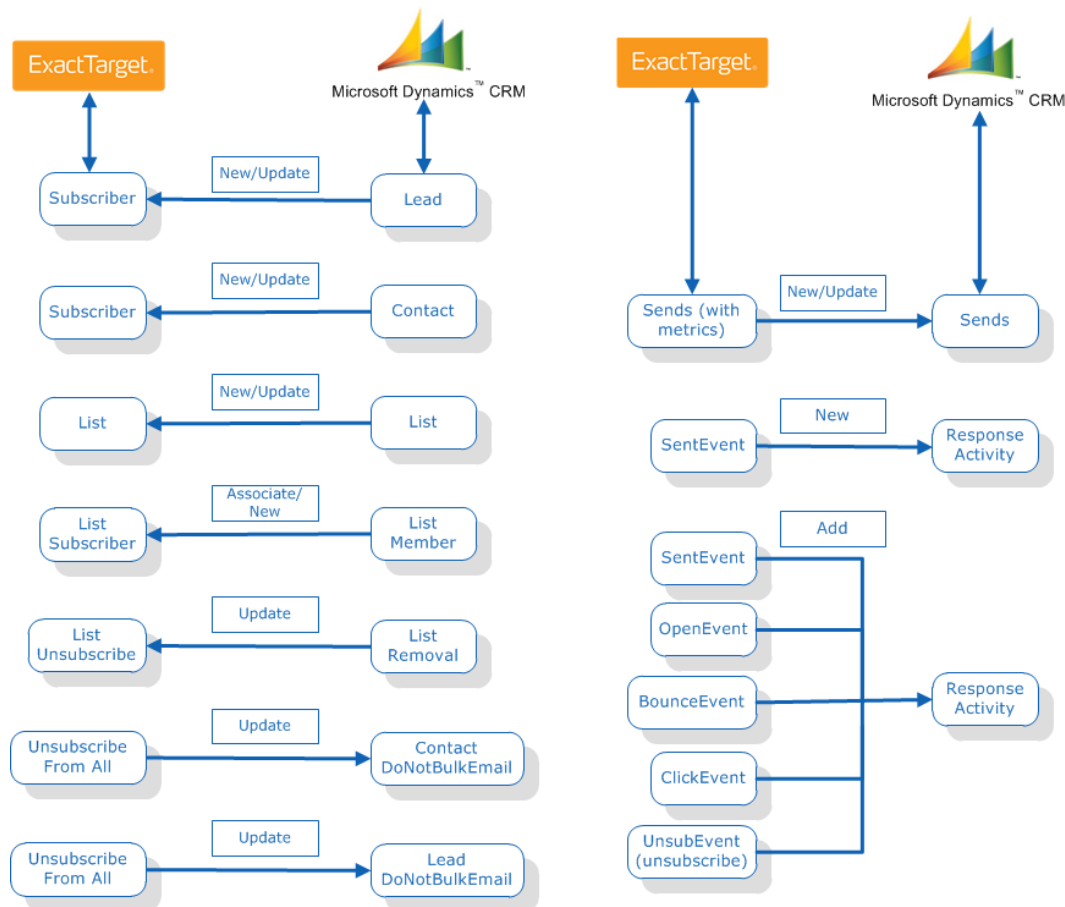 ExactTarget.
Microsoft Dynamics™ CRM
New/Update
Subscriber
Lead
New/Update
Subscriber
Contact
New/Update
List
List
Associate/
New
List
Subscriber
List
Member
Update
List
Unsubscribe
List
Removal
Update
Unsubscribe
From All
Contact
DoNotBulkEmail
Update
Unsubscribe
From All
Lead
DoNotBulkEmail
ExactTarget.
Microsoft Dynamics™ CRM
New/Update
Sends (with
metrics)
Sends
New
SentEvent
Response
Activity
Add
SentEvent
OpenEvent
BounceEvent
Response
Activity
ClickEvent
UnsubEvent
(unsubscribe)